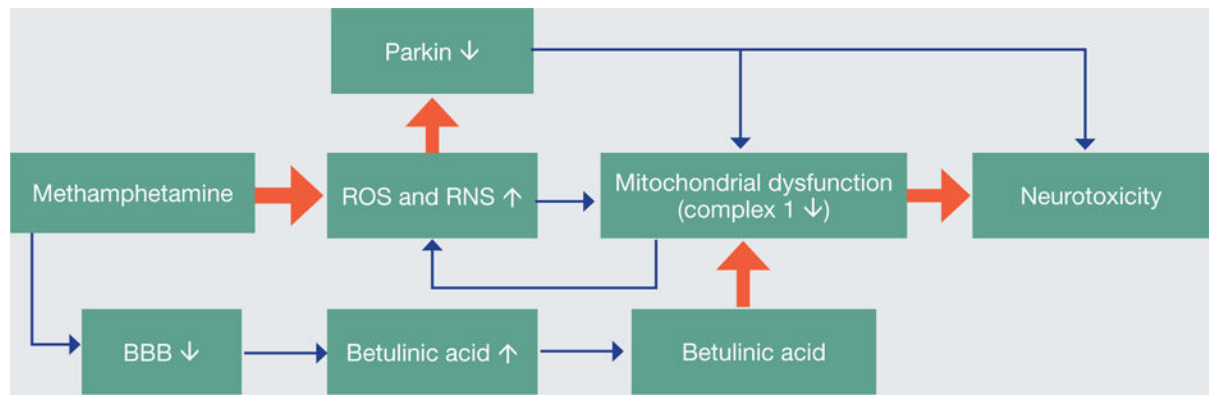 Parkin ↓
Methamphetamine
ROS and RNS ↑
Mitochondrial dysfunction
(complex 1 ↓)
Neurotoxicity
BBB ↓
Betulinic acid ↑
Betulinic acid